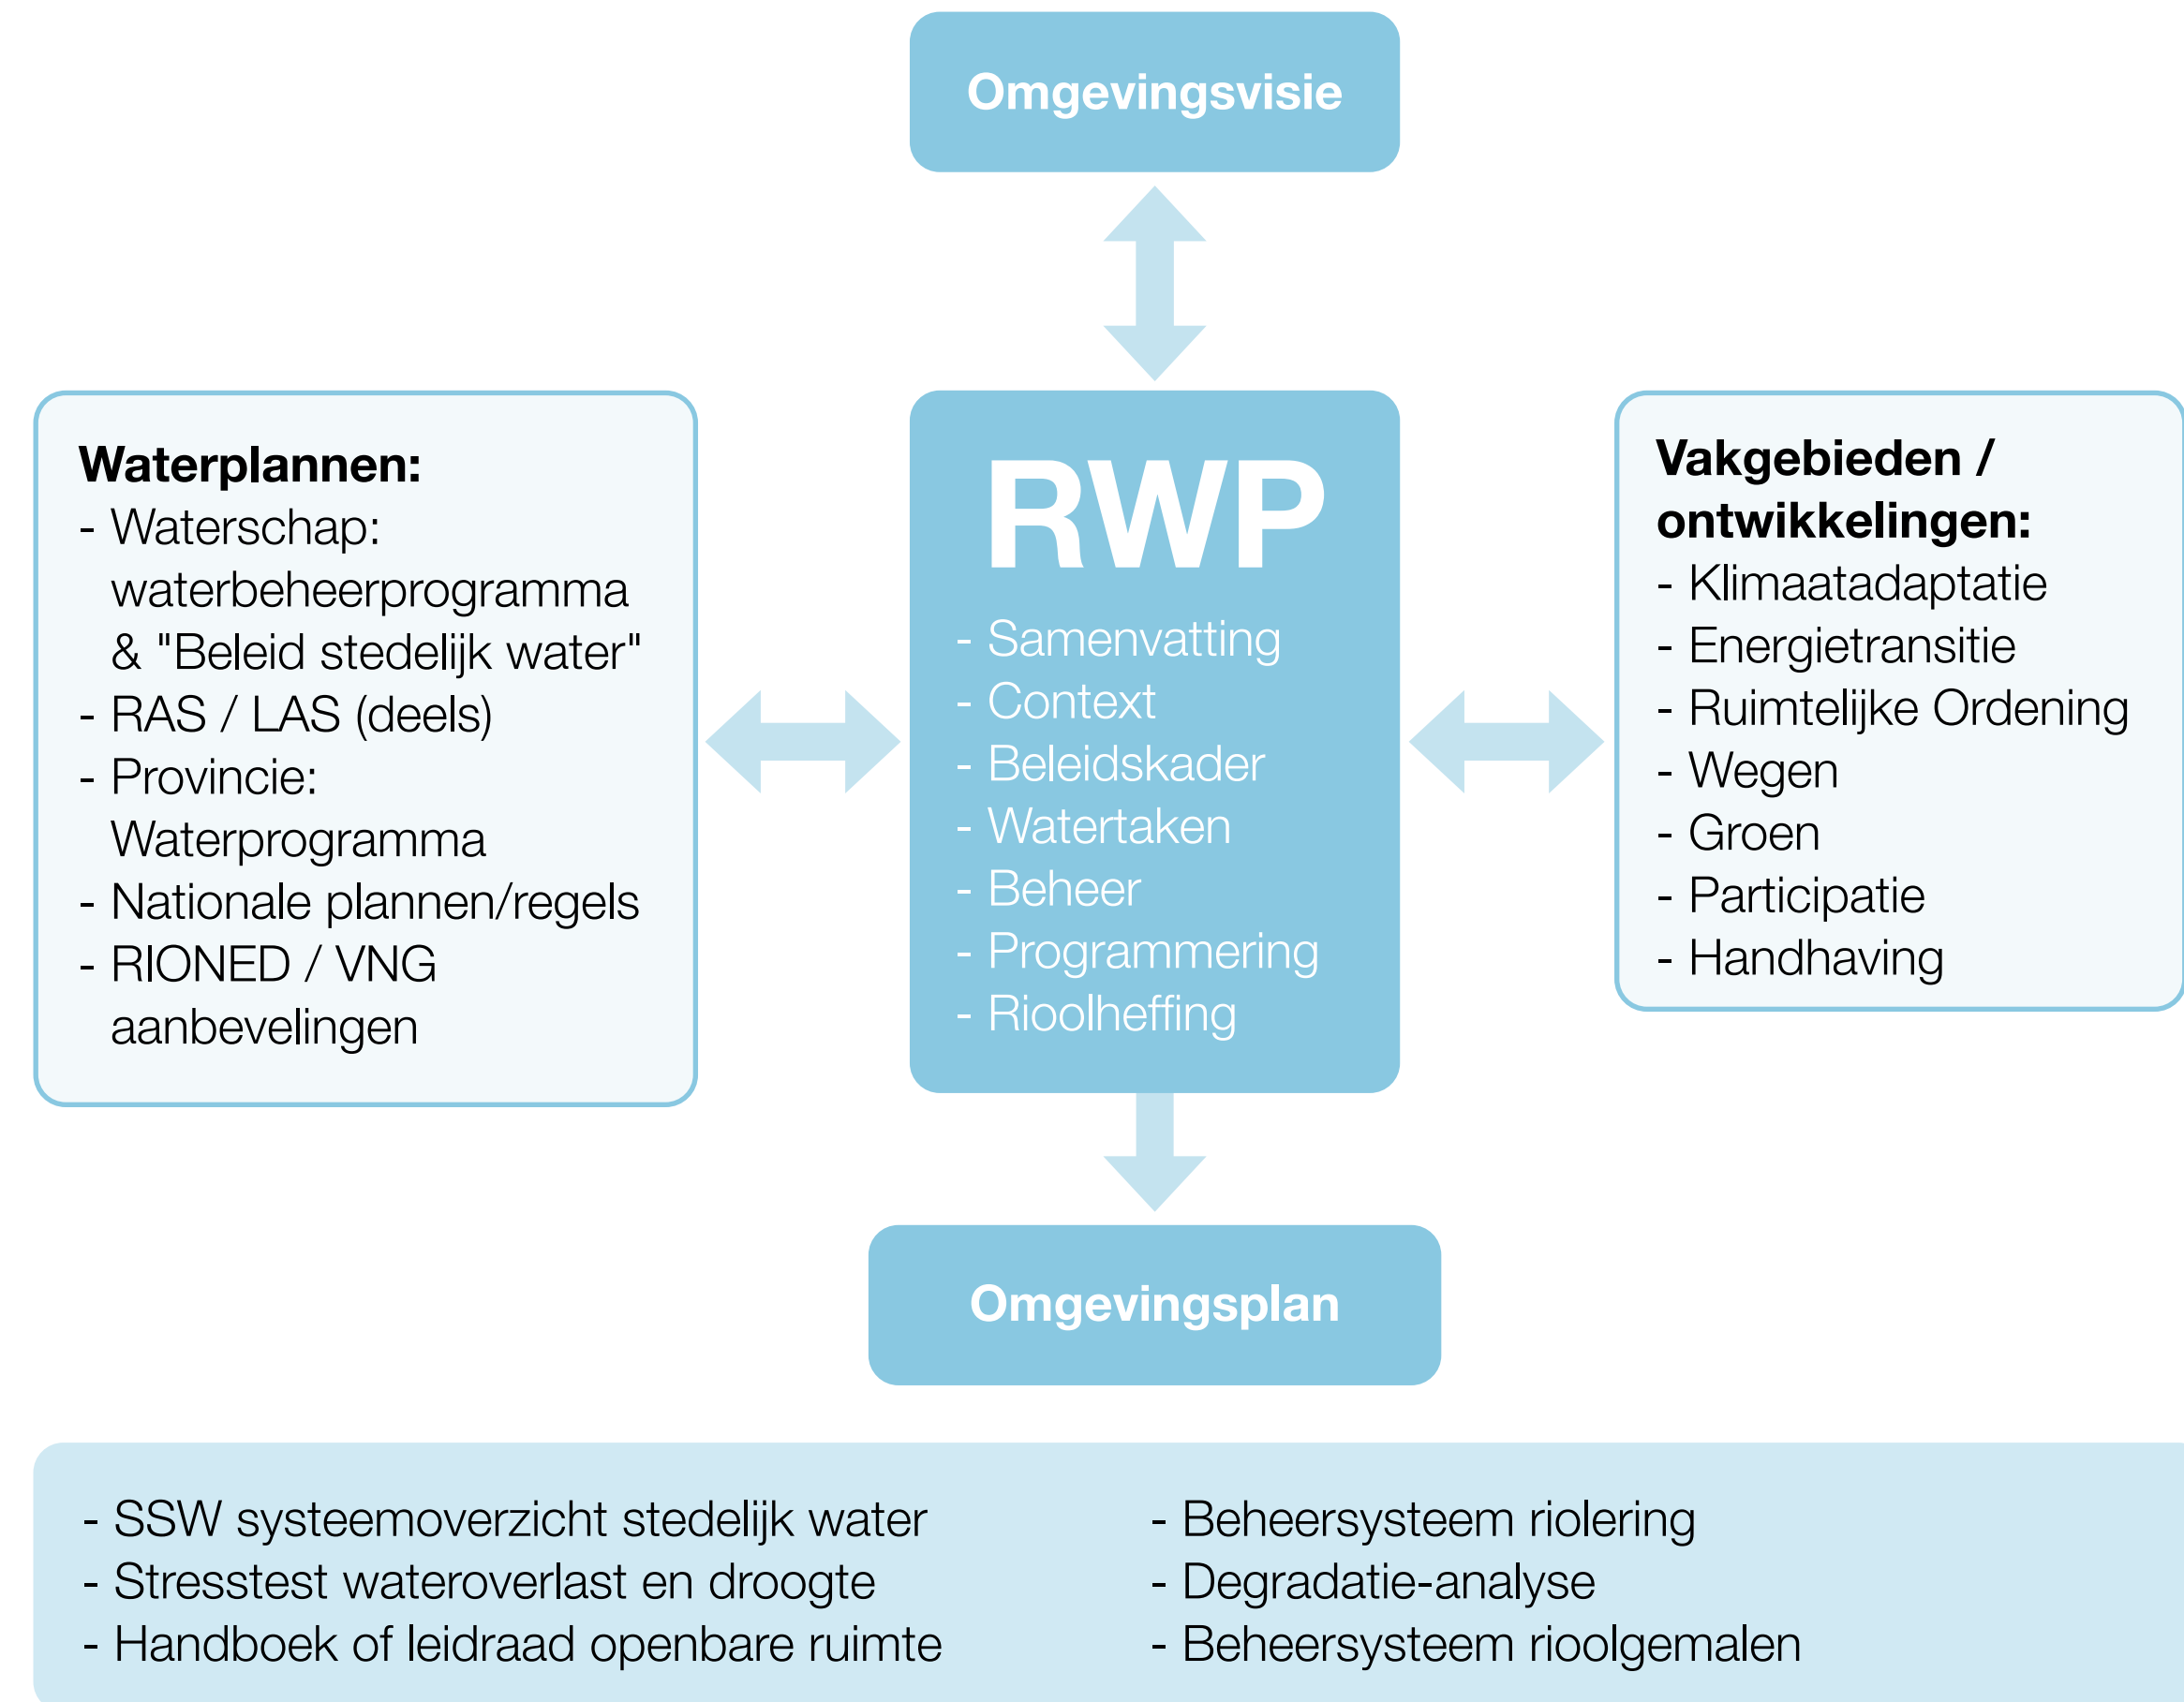 Omgevingsvisie
Waterplannen:
- Waterschap:
waterbeheerprogramma
& "Beleid stedelijk water"
- RAS / LAS (deels)
- Provincie:
Waterprogramma
- Nationale plannen/regels
- RIONED / VNG
aanbevelingen
RWP
- Samenvatting
- Context
- Beleidskader
- Watertaken
- Beheer
- Programmering
- Rioolheffing
Vakgebieden /
ontwikkelingen:
- Klimaatadaptatie
- Energietransitie
- Ruimtelijke Ordening
- Wegen
- Groen
- Participatie
- Handhaving
Omgevingsplan
- SSW systeemoverzicht stedelijk water
- Stresstest wateroverlast en droogte
- Handboek of leidraad openbare ruimte
- Beheersysteem riolering
- Degradatie-analyse
- Beheersysteem rioolgemalen